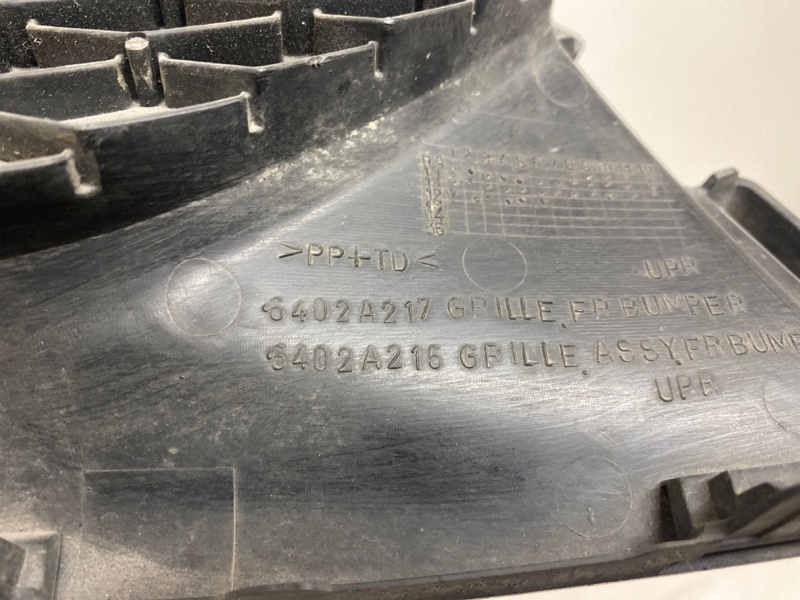 >PP+TD<
UPR
6402A217 GRILLE, FR BUMPER
6402A216 GRILLE, ASSY, FR BUMP
UPR